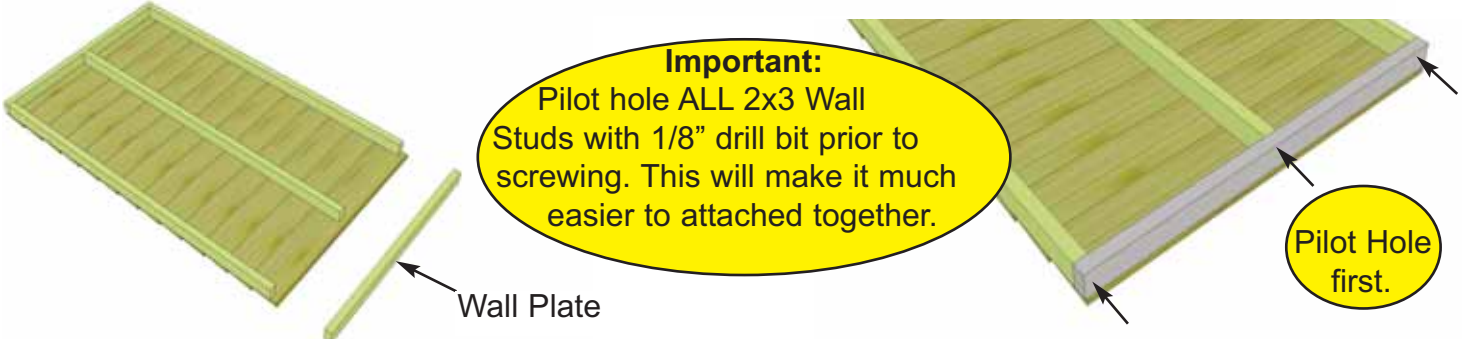 Important:
Pilot hole ALL 2x3 Wall
Studs with 1/8” drill bit prior to
screwing. This will make it much
easier to attached together.
Wall Plate
Pilot Hole
first.